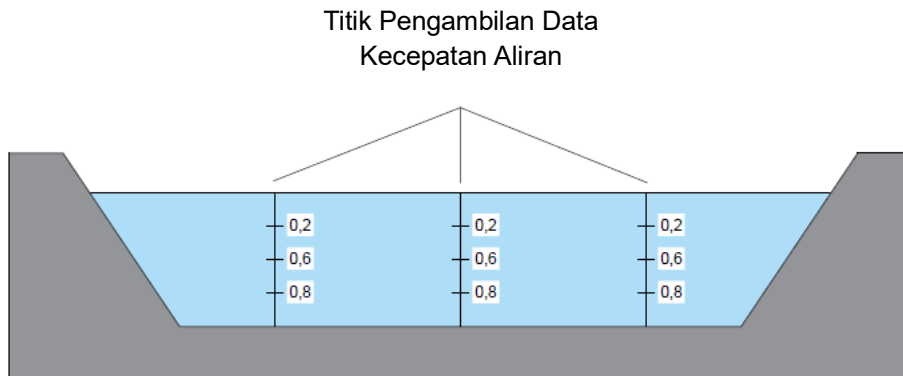 Titik Pengambilan Data
Kecepatan Aliran
0,2 0,2 0,2
0,6 0,6 0,6
0,8 0,8 0,8